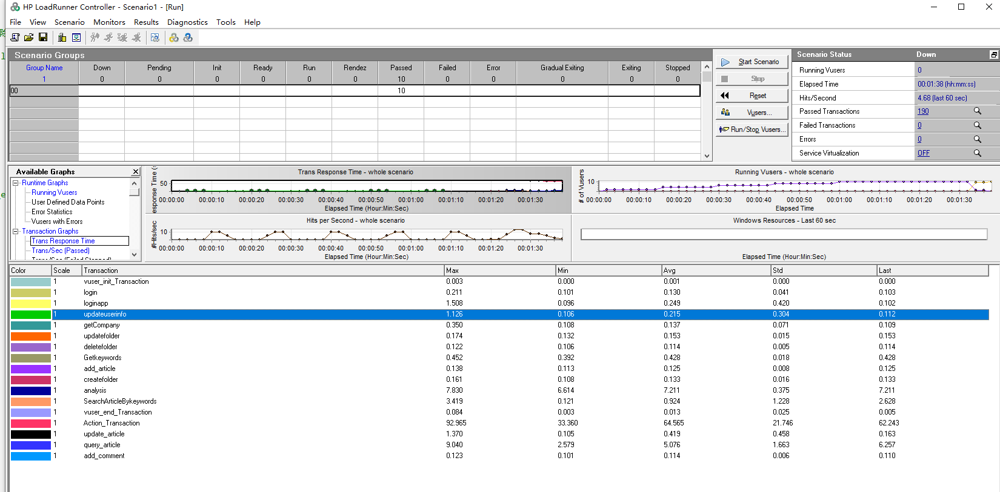 HP LoadRunner Controller - Scenario1 - [Run]
File View Scenario Monitors Results Diagnostics Tools Help
Scenario Groups
Group Name Down Pending Init Ready Run Rendez Passed Failed Error Gradual Exiting Exiting Stopped
1 0 0 0 0 0 0 10 0 0 0 0 0
00 10
Start Scenario
Stop
Reset
Vusers...
Run/Stop Vusers...
Scenario Status Down
Running Vusers 0
Elapsed Time 00:01:38 (hh:mm:ss)
Hits/Second 4.68 (last 60 sec)
Passed Transactions 190
Failed Transactions 0
Errors 0
Service Virtualization OFF
Available Graphs
Runtime Graphs
Running Vusers
User Defined Data Points
Error Statistics
Vusers with Errors
Transaction Graphs
Trans Response Time
Trans/Sec (Passed)
Trans Response Time - whole scenario
50
00:00:00 00:00:10 00:00:20 00:00:30 00:00:40 00:00:50 00:01:00 00:01:10 00:01:20 00:01:30
Elapsed Time (Hour:Min:Sec)
Running Vusers - whole scenario
# of Vusers
10
00:00:00 00:00:10 00:00:20 00:00:30 00:00:40 00:00:50 00:01:00 00:01:10 00:01:20 00:01:30
Elapsed Time
Hits per Second - whole scenario
#Hits/sec
10
00:00:00 00:00:10 00:00:20 00:00:30 00:00:40 00:00:50 00:01:00 00:01:10 00:01:20 00:01:30
Elapsed Time (Hour:Min:Sec)
Windows Resources - Last 60 sec
Elapsed Time (Hour:Min:Sec)
Color Scale Transaction Max Min Avg Std Last
1 vuser_init_Transaction 0.003 0.000 0.001 0.000 0.000
1 login 0.211 0.101 0.130 0.041 0.103
1 loginapp 1.508 0.096 0.249 0.420 0.102
1 updateuserinfo 1.126 0.106 0.215 0.304 0.112
1 getCompany 0.350 0.108 0.137 0.071 0.109
1 updatefolder 0.174 0.132 0.153 0.015 0.153
1 deletefolder 0.122 0.106 0.114 0.005 0.114
1 Getkeywords 0.452 0.392 0.428 0.018 0.428
1 add_article 0.138 0.113 0.125 0.008 0.125
1 createfolder 0.161 0.108 0.133 0.016 0.133
1 analysis 7.830 6.614 7.211 0.375 7.211
1 SearchArticleBykeywords 3.419 0.121 0.924 1.228 2.628
1 vuser_end_Transaction 0.084 0.003 0.013 0.025 0.005
1 Action_Transaction 92.965 33.360 64.565 21.746 62.243
1 update_article 1.370 0.105 0.419 0.458 0.163
1 query_article 9.040 2.579 5.076 1.663 6.257
1 add_comment 0.123 0.101 0.114 0.006 0.110